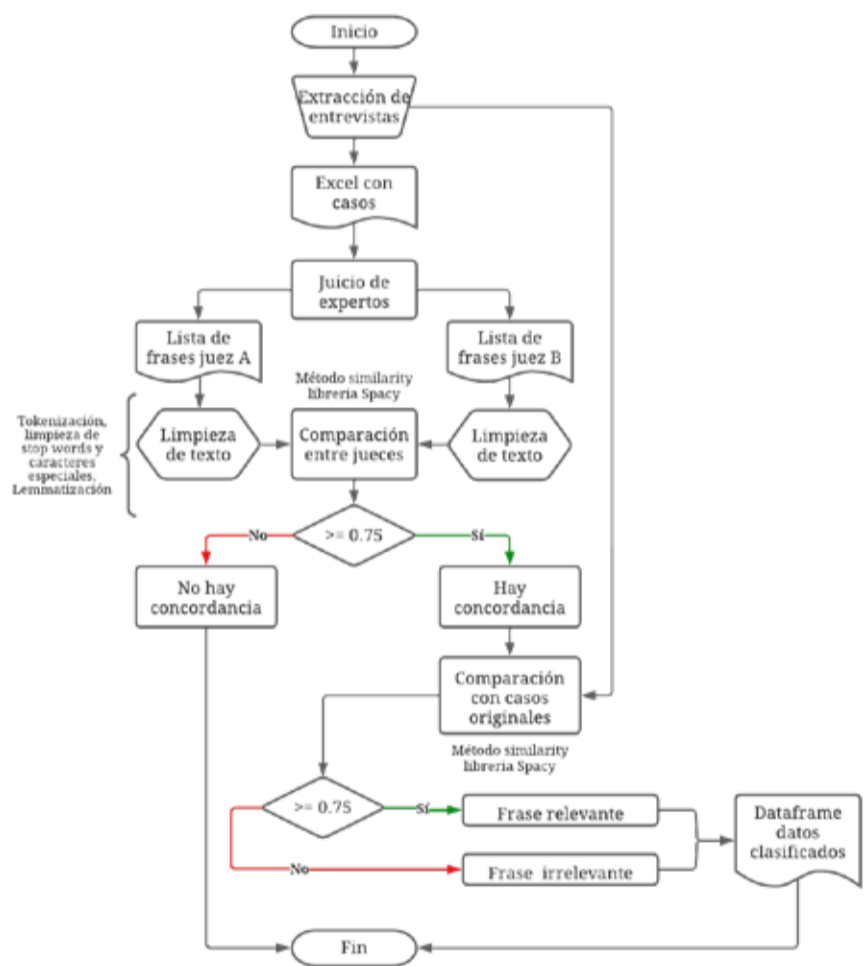 Inicio
Extracción de
entrevistas
Excel con
casos
Juicio de
expertos
Lista de
frases juez A
Lista de
frases juez B
Método similarity
libreria Spacy
Tokenización,
limpieza de
stop words y
caracteres
especiales,
Lemmatización
Limpieza
de texto
Comparación
entre jueces
Limpieza
de texto
>= 0.75
No
Sí
No hay
concordancia
Hay
concordancia
Comparación
con casos
originales
Método similarity
libreria Spacy
>= 0.75
Sí
Frase relevante
No
Frase irrelevante
Dataframe
datos
clasificados
Fin